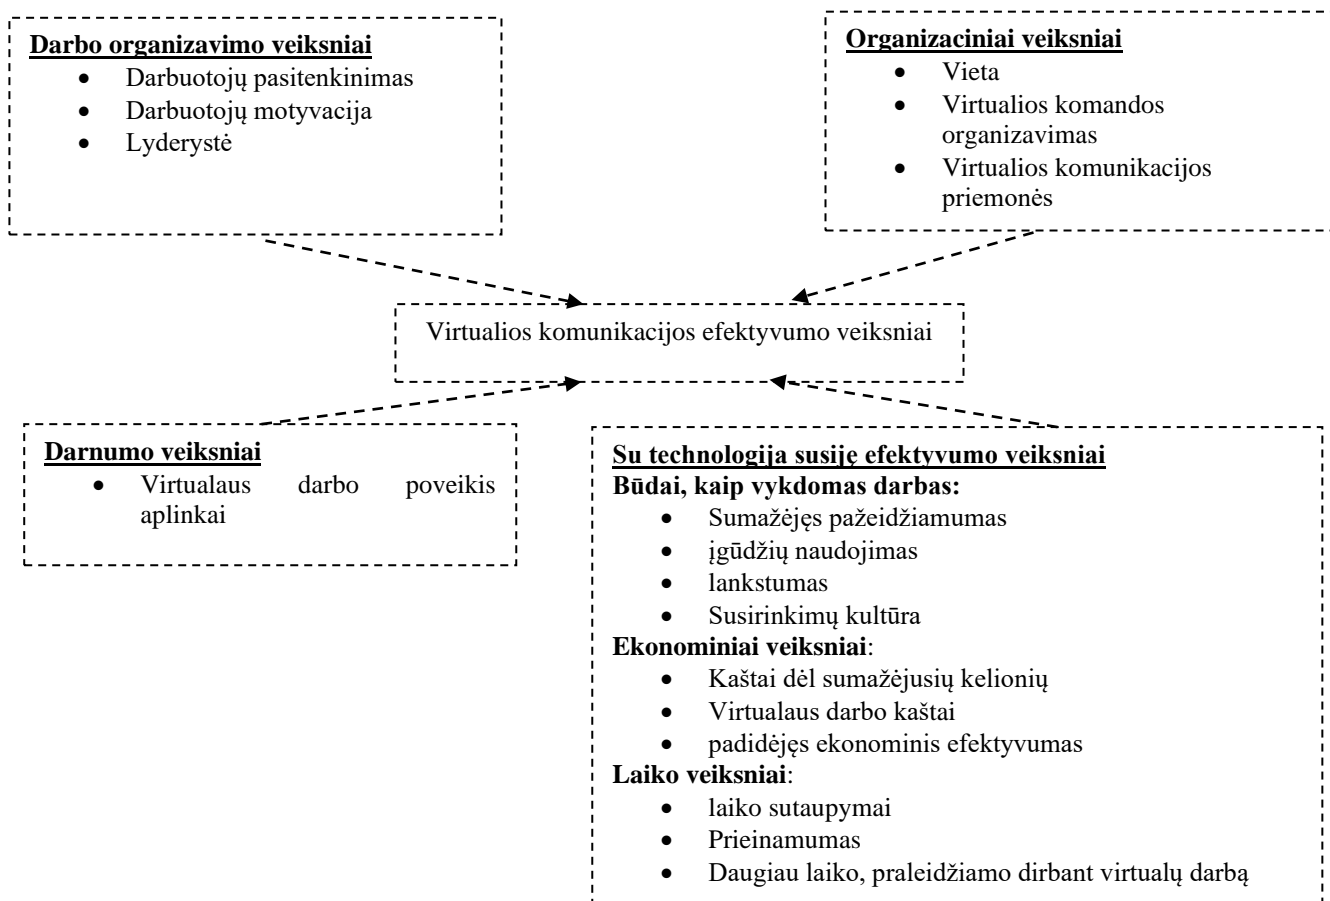 Darbo organizavimo veiksniai
• Darbuotojų pasitenkinimas
• Darbuotojų motyvacija
• Lyderystė
Organizaciniai veiksniai
• Vieta
• Virtualios komandos
organizavimas
• Virtualios komunikacijos
priemonės
Virtualios komunikacijos efektyvumo veiksniai
Darnumo veiksniai
• Virtualaus darbo poveikis
aplinkai
Su technologija susiję efektyvumo veiksniai
Būdai, kaip vykdomas darbas:
• Sumažėjęs pažeidžiamumas
• įgūdžių naudojimas
• lankstumas
• Susirinkimų kultūra
Ekonominiai veiksniai:
• Kaštai dėl sumažėjusių kelionių
• Virtualaus darbo kaštai
• padidėjęs ekonominis efektyvumas
Laiko veiksniai:
• laiko sutaupymai
• Prieinamumas
• Daugiau laiko, praleidžiamo dirbant virtualų darbą